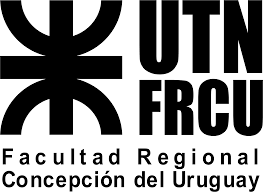 UTN
FRCU
Facultad Regional
Concepción del Uruguay